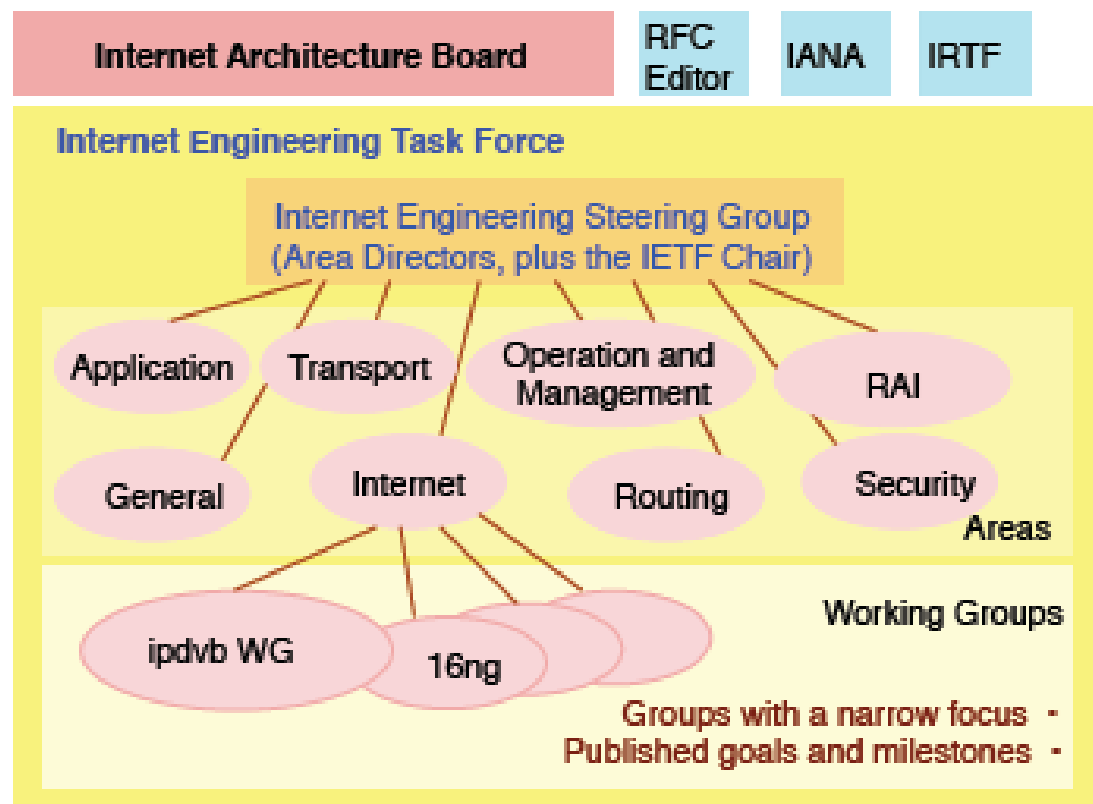 Internet Architecture Board
RFC
Editor
IANA
IRTF
Internet Engineering Task Force
Internet Engineering Steering Group
(Area Directors, plus the IETF Chair)
Application
Transport
Operation and
Management
RAI
General
Internet
Routing
Security
Areas
ipdvb WG
16ng
Working Groups
Groups with a narrow focus •
Published goals and milestones •